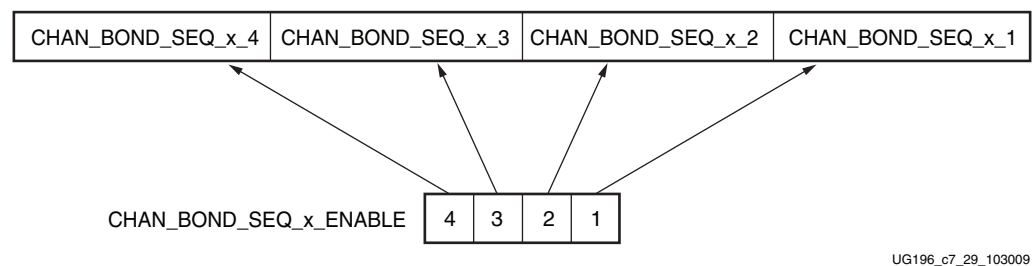 CHAN_BOND_SEQ_x_4 CHAN_BOND_SEQ_x_3 CHAN_BOND_SEQ_x_2 CHAN_BOND_SEQ_x_1
CHAN_BOND_SEQ_x_ENABLE 4 3 2 1
UG196_c7_29_103009